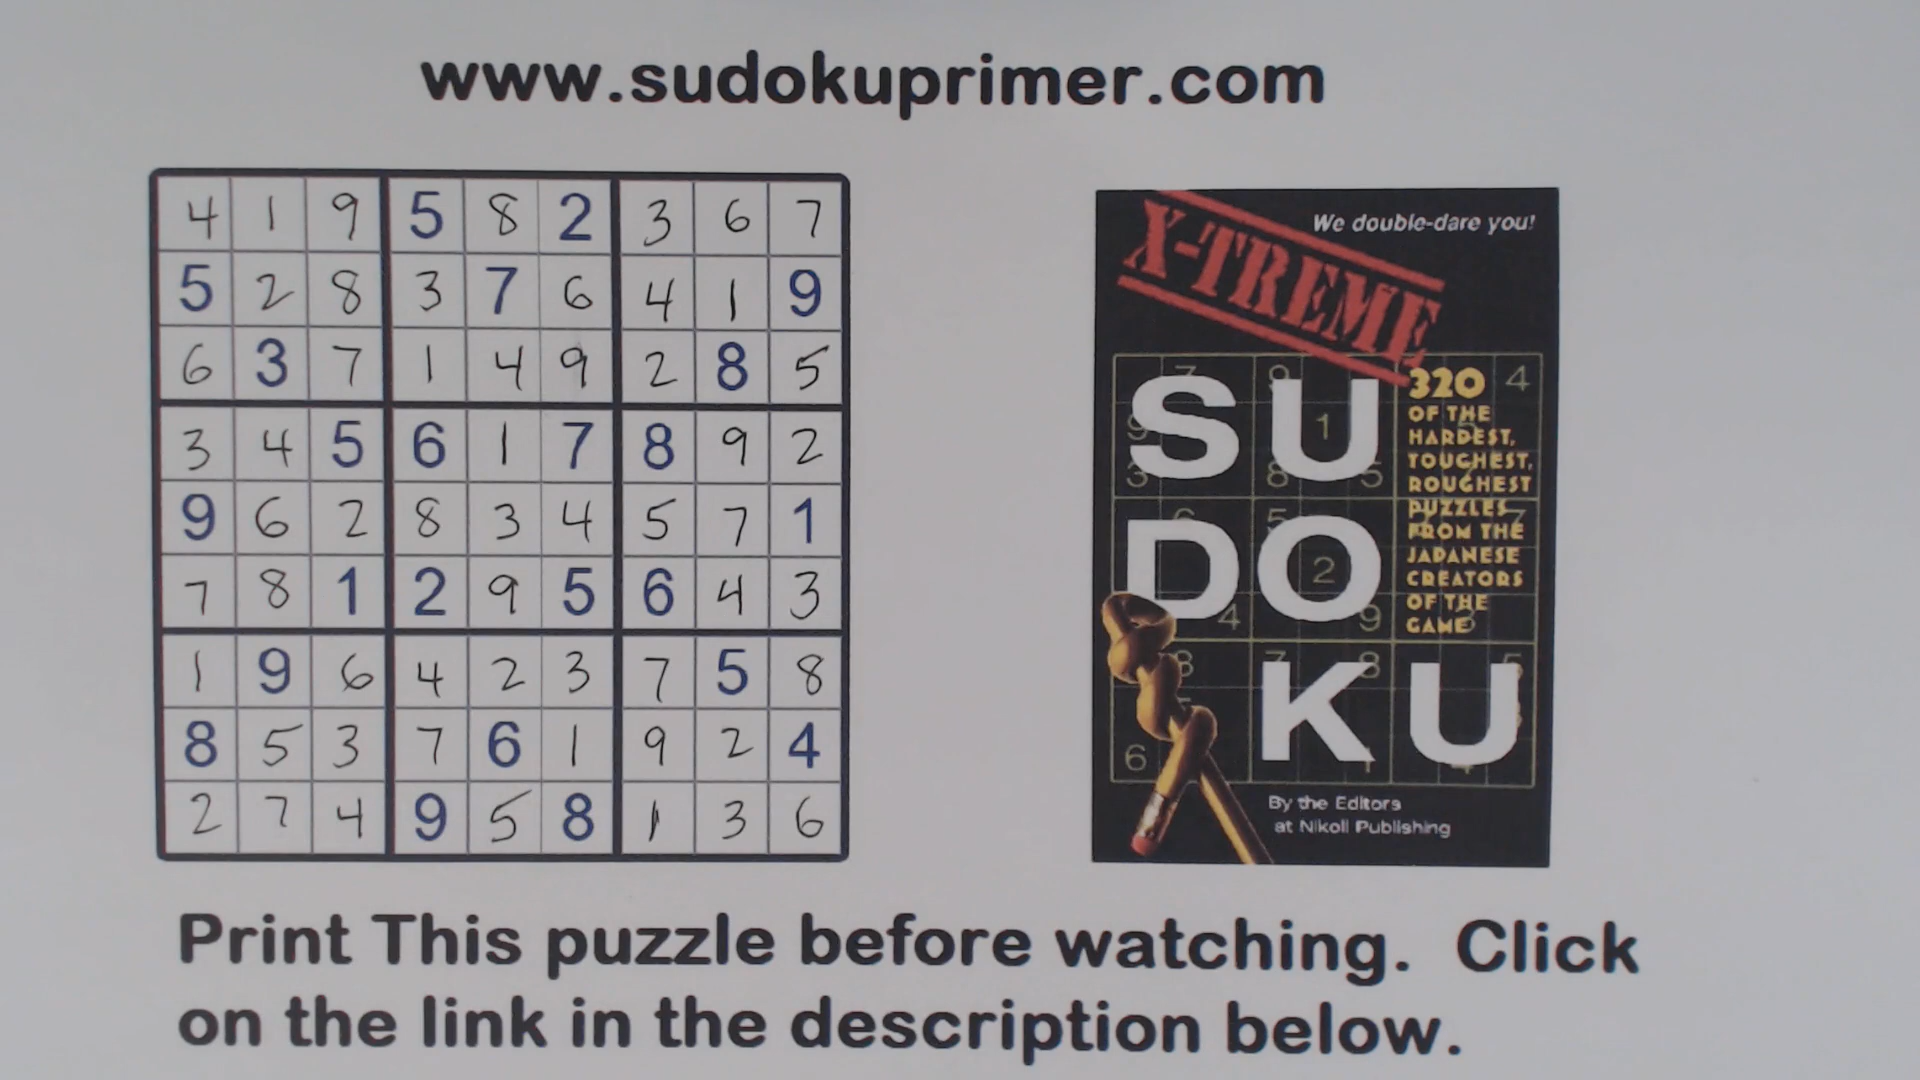 www.sudokuprimer.com
4 1 9 5 8 2 3 6 7
5 2 8 3 7 6 4 1 9
6 3 7 1 4 9 2 8 5
3 4 5 6 1 7 8 9 2
9 6 2 8 3 4 5 7 1
7 8 1 2 9 5 6 4 3
1 9 6 4 2 3 7 5 8
8 5 3 7 6 1 9 2 4
2 7 4 9 5 8 1 3 6
We double-dare you!
X-TREME
SU
DO
KU
320
OF THE
HARDEST,
TOUGHEST,
ROUGHEST
PUZZLES
FROM THE
JAPANESE
CREATORS
OF THE
GAME
By the Editors
at Nikoli Publishing
Print This puzzle before watching. Click
on the link in the description below.